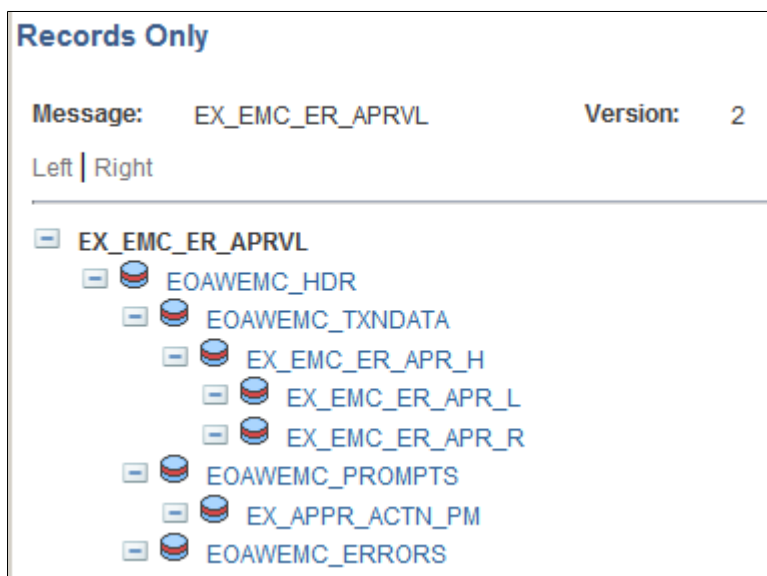 Records Only
Message: EX_EMC_ER_APRVL Version: 2
Left | Right
EX_EMC_ER_APRVL
EOAWEMC_HDR
EOAWEMC_TXNDATA
EX_EMC_ER_APR_H
EX_EMC_ER_APR_L
EX_EMC_ER_APR_R
EOAWEMC_PROMPTS
EX_APPR_ACTN_PM
EOAWEMC_ERRORS